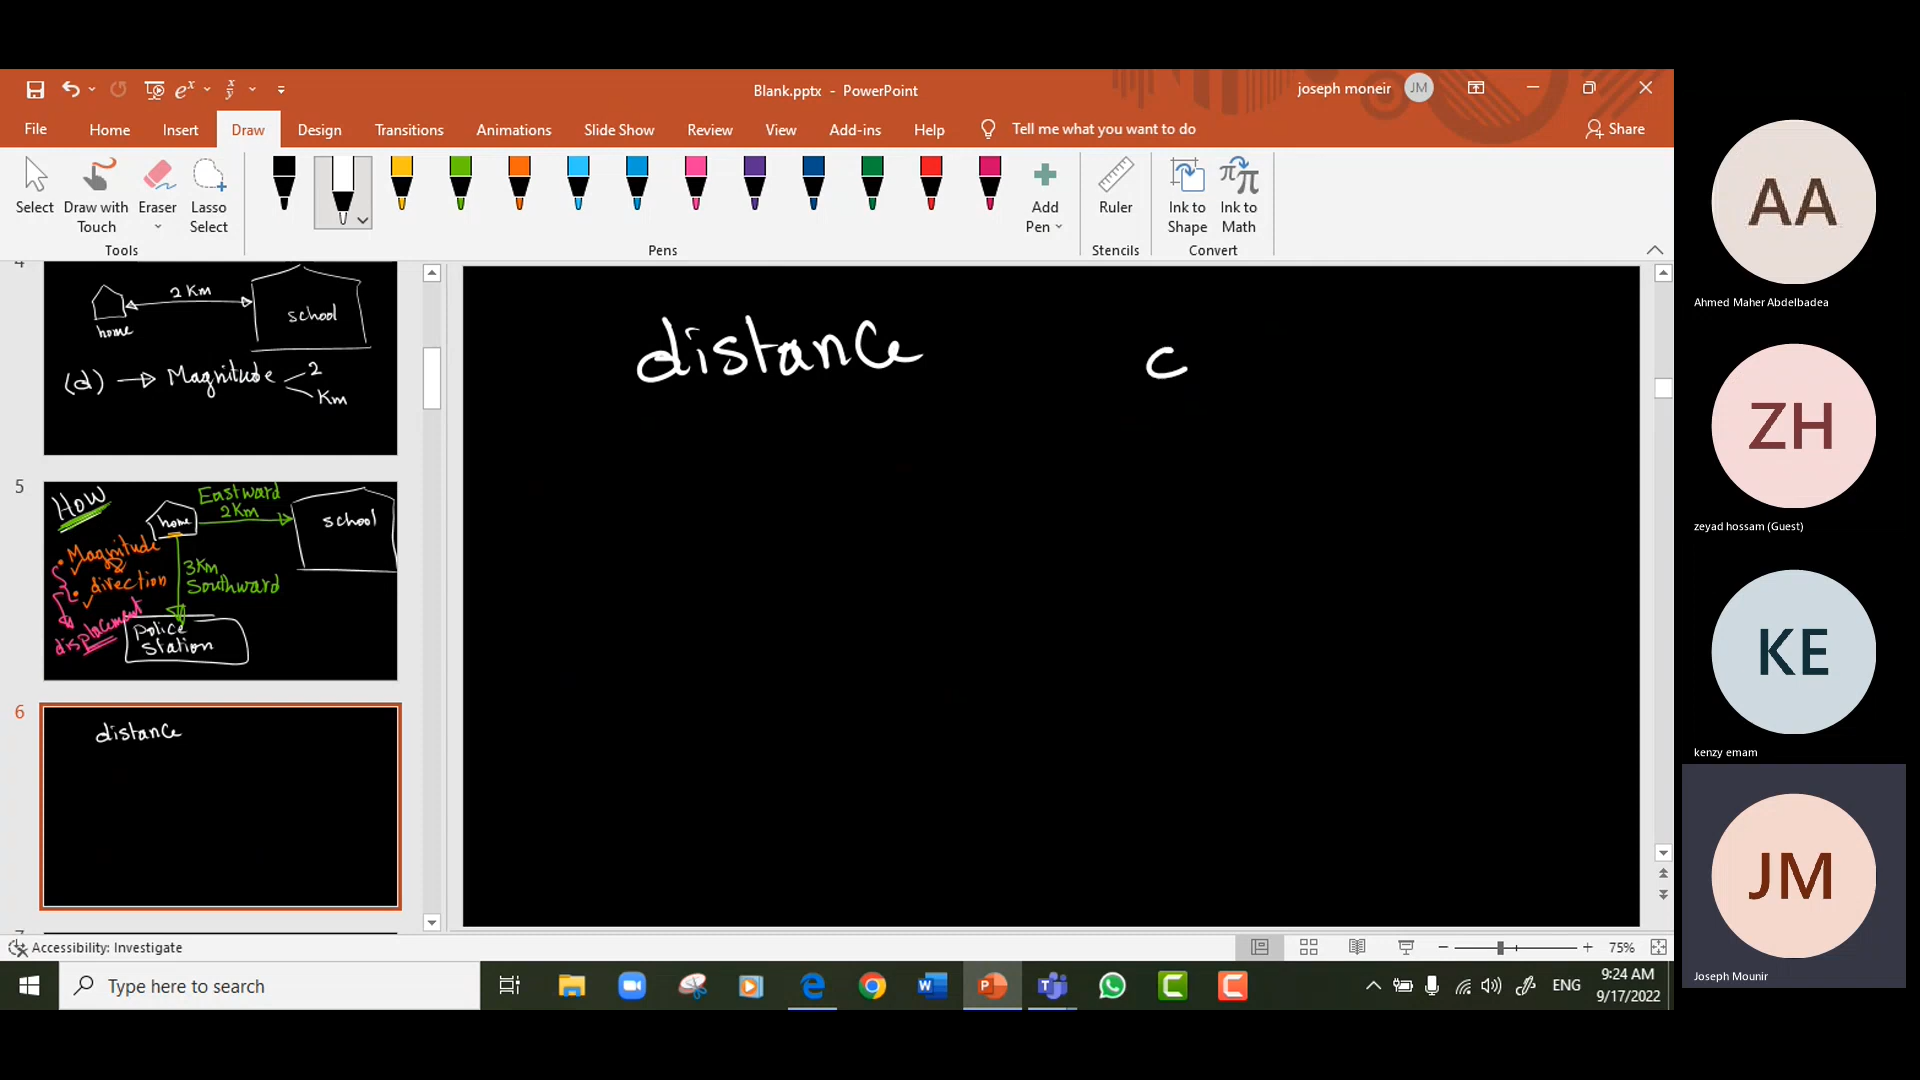 Blank.pptx - PowerPoint
joseph moneir
JM
File
Home
Insert
Draw
Design
Transitions
Animations
Slide Show
Review
View
Add-ins
Help
Tell me what you want to do
Share
Select
Draw with
Touch
Eraser
Lasso
Select
Add
Pen
Ruler
Ink to
Shape
Ink to
Math
Tools
Pens
Stencils
Convert
4
2 Km
home
school
(d) → Magnitude
2
Km
5
How
Eastward
2Km
home
school
• Magnitude
• direction
3Km
Southward
displacement
Police
Station
6
distance
distance
c
Accessibility: Investigate
75%
Type here to search
ENG
9:24 AM
9/17/2022
AA
Ahmed Maher Abdelbadea
ZH
zeyad hossam (Guest)
KE
kenzy emam
JM
Joseph Mounir